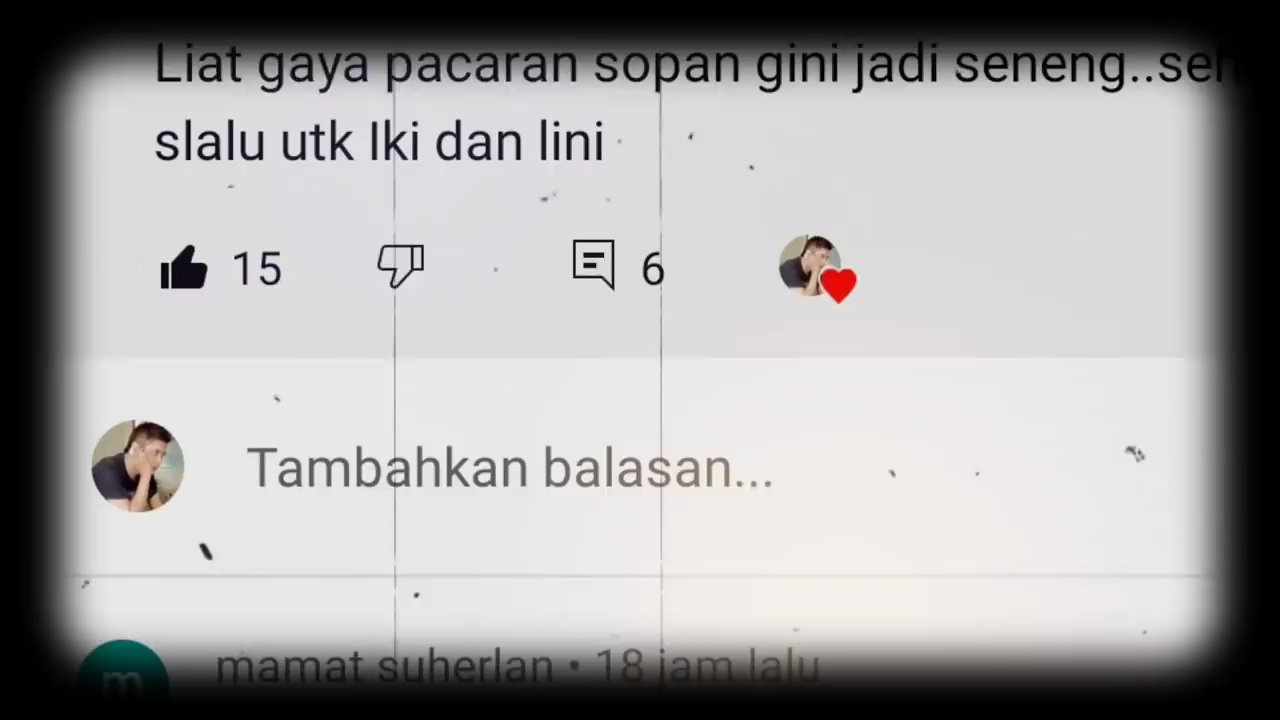 Liat gaya pacaran sopan gini jadi seneng..seh
slalu utk Iki dan lini
15
6
Tambahkan balasan...
m
mamat suherlan • 18 jam lalu